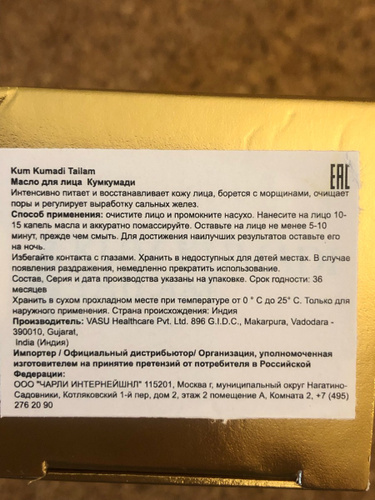 Kum Kumadi Tailam
Масло для лица Кумкумади
Интенсивно питает и восстанавливает кожу лица, борется с морщинами, очищает
поры и регулирует выработку сальных желез.
Способ применения: очистите лицо и промокните насухо. Нанесите на лицо 10-
15 капель масла и аккуратно помассируйте. Оставьте на лице не менее 5-10
минут, прежде чем смыть. Для достижения наилучших результатов оставьте его
на ночь.
Избегайте контакта с глазами. Хранить в недоступных для детей местах. В случае
появления раздражения, немедленно прекратить использование.
Состав, Серия и дата производства указаны на упаковке. Срок годности: 36
месяцев
Хранить в сухом прохладном месте при температуре от 0 ° С до 25° С. Только для
наружного применения. Страна происхождения: Индия
Производитель: VASU Healthcare Pvt. Ltd. 896 G.I.D.C., Makarpura, Vadodara -
390010, Gujarat,
India (Индия)
Импортер / Официальный дистрибьютор/ Организация, уполномоченная
изготовителем на принятие претензий от потребителя в Российской
Федерации:
ООО "ЧАРЛИ ИНТЕРНЕЙШНЛ" 115201, Москва г, муниципальный округ Нагатино-
Садовники, Котляковский 1-й пер, дом 2, этаж 2 помещение А, Комната 2, +7 (495)
276 20 90
EAC